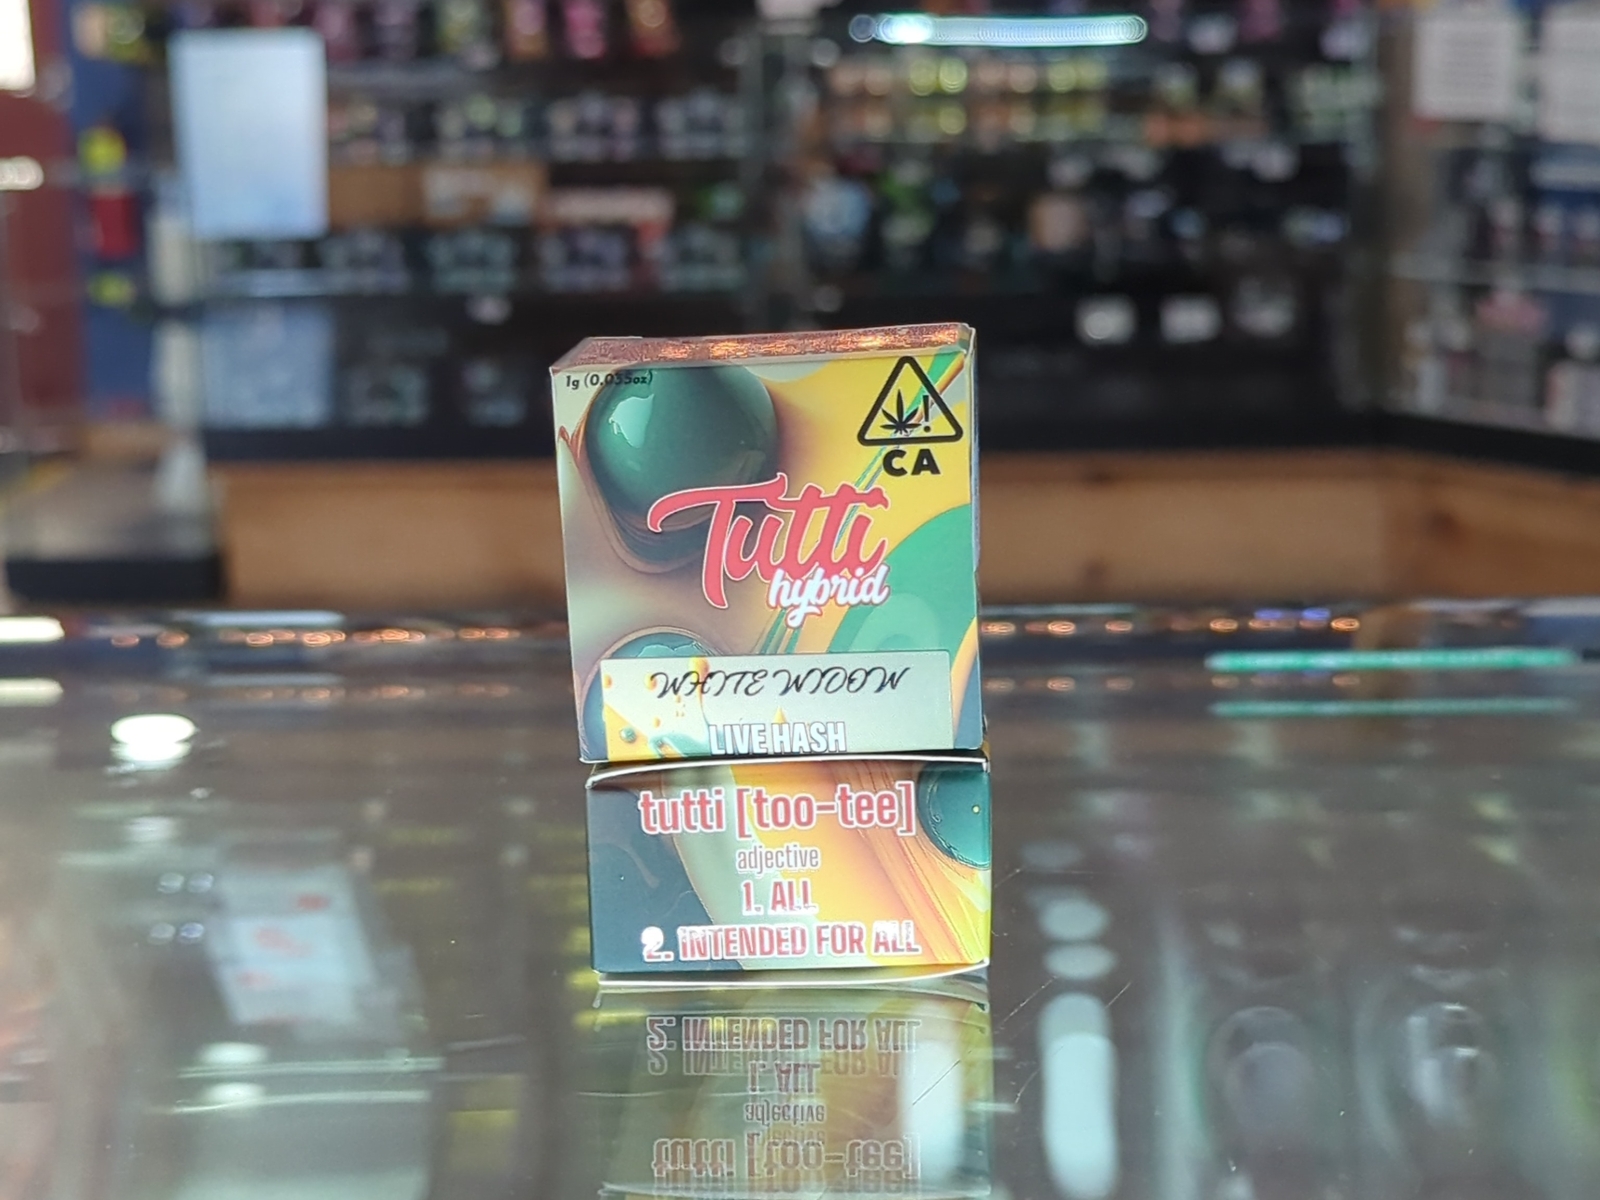 1g (0.035oz)
CA
Tutti
hybrid
WHITE WIDOW
LIVE HASH
tutti [too-tee]
adjective
1. ALL
2. INTENDED FOR ALL